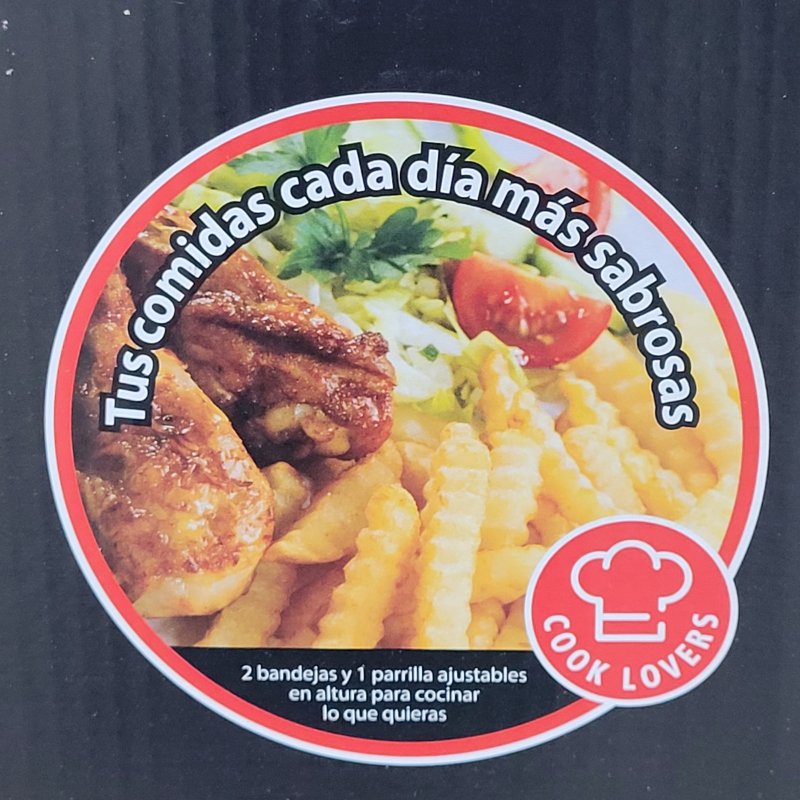 Tus comidas cada día más sabrosas
2 bandejas y 1 parrilla ajustables
en altura para cocinar
lo que quieras
COOK LOVERS